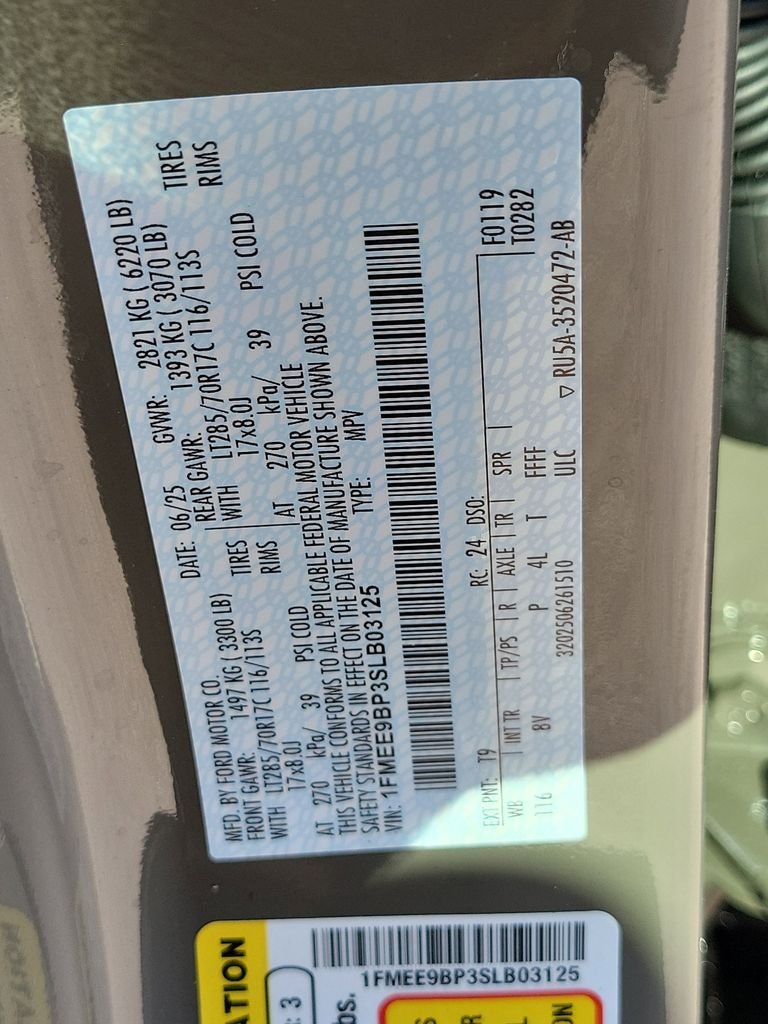 MFD. BY FORD MOTOR CO.
DATE: 06/25 GVWR: 2821 KG ( 6220 LB)
FRONT GAWR: 1497 KG ( 3300 LB)
REAR GAWR: 1393 KG ( 3070 LB)
WITH LT285/70R17C 116/113S TIRES
WITH LT285/70R17C 116/113S TIRES
17x8.0J RIMS
17x8.0J RIMS
AT 270 kPa/ 39 PSI COLD
AT 270 kPa/ 39 PSI COLD
THIS VEHICLE CONFORMS TO ALL APPLICABLE FEDERAL MOTOR VEHICLE
SAFETY STANDARDS IN EFFECT ON THE DATE OF MANUFACTURE SHOWN ABOVE.
VIN: 1FMEE9BP3SLB03125 TYPE: MPV
EXT PNT: T9 RC: 24 DSO: F0119
WB INT TR TP/PS R AXLE TR SPR T0282
116 8V P 4L T FFFF
3202506261510 ULC ▽ RU5A-3520472-AB
ATION
: 3
bs.
1FMEE9BP3SLB03125